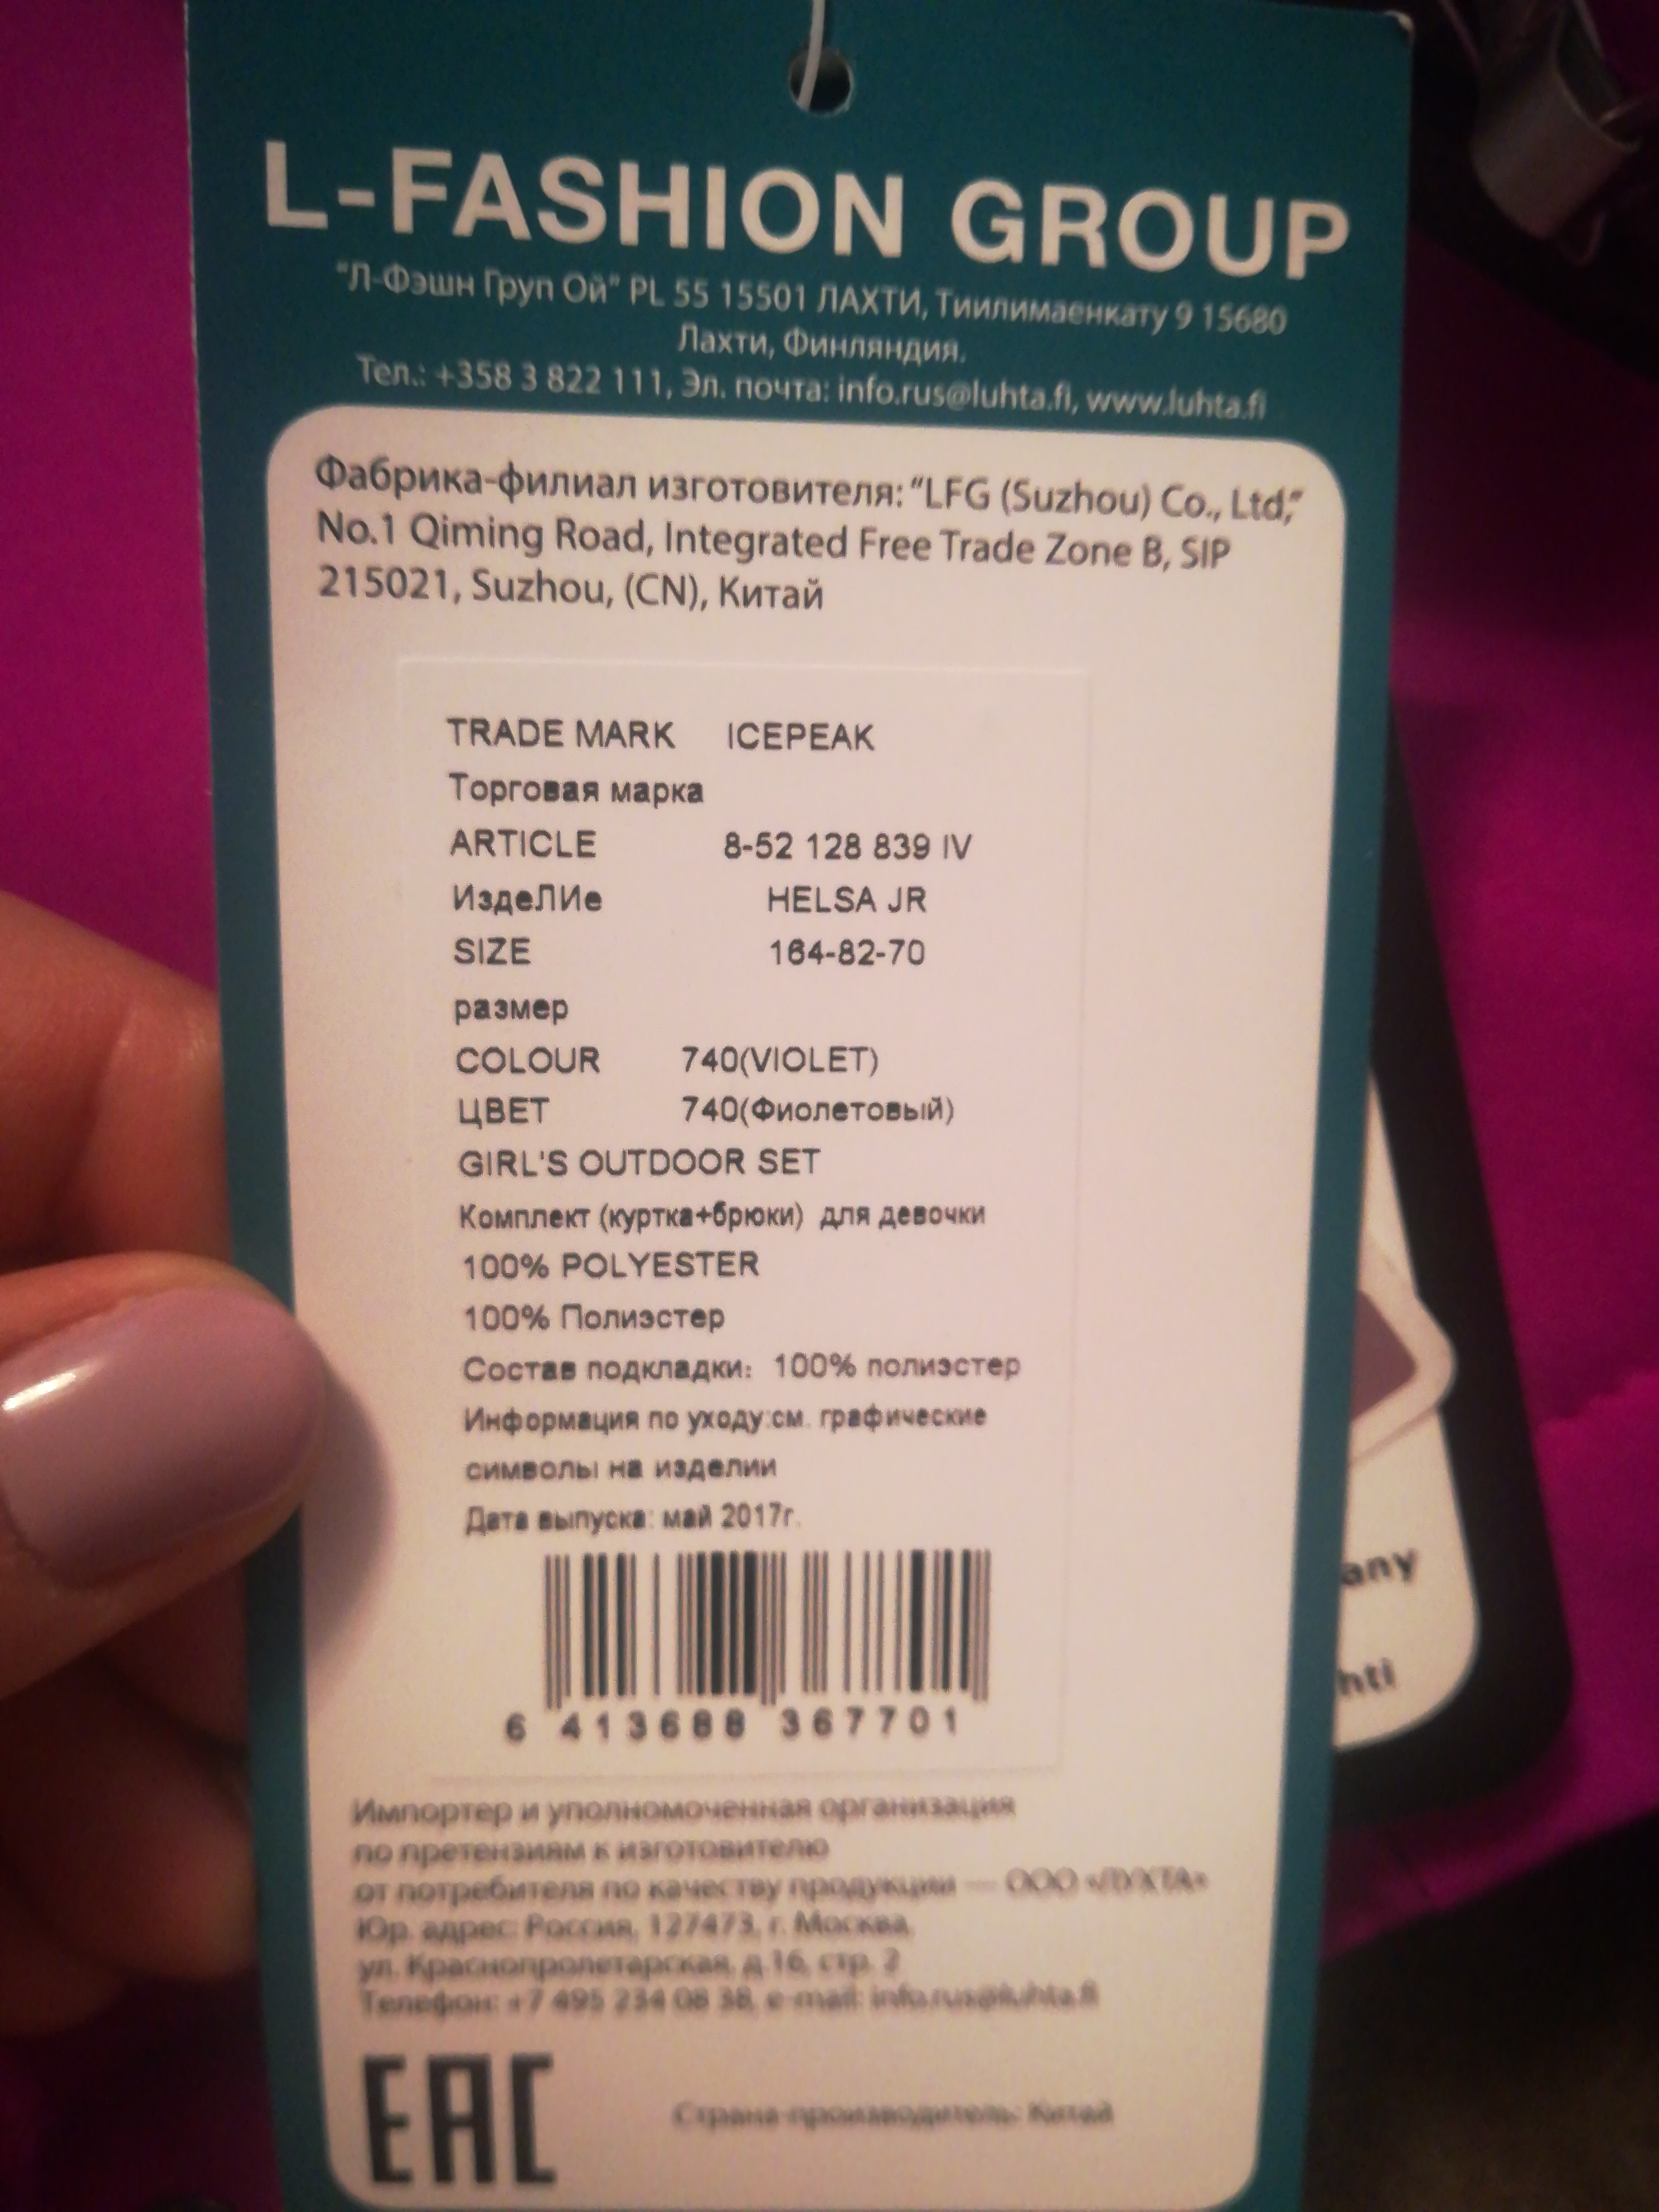 L-FASHION GROUP
"Л-Фэшн Груп Ой" PL 55 15501 ЛАХТИ, Тиилимаенкату 9 15680
Лахти, Финляндия.
Тел.: +358 3 822 111, Эл. почта: info.rus@luhta.fi, www.luhta.fi
Фабрика-филиал изготовителя: "LFG (Suzhou) Co., Ltd,"
No.1 Qiming Road, Integrated Free Trade Zone B, SIP
215021, Suzhou, (CN), Китай
TRADE MARK ICEPEAK
Торговая марка
ARTICLE 8-52 128 839 IV
ИздеЛИе HELSA JR
SIZE 164-82-70
размер
COLOUR 740(VIOLET)
ЦВЕТ 740(Фиолетовый)
GIRL'S OUTDOOR SET
Комплект (куртка+брюки) для девочки
100% POLYESTER
100% Полиэстер
Состав подкладки: 100% полиэстер
Информация по уходу:см. графические
символы на изделии
Дата выпуска: май 2017г.
6 413688 367701
Импортер и уполномоченная организация
по претензиям к изготовителю
от потребителя по качеству продукции — ООО «ЛУХТА»
Юр. адрес: Россия, 127473, г. Москва,
ул. Краснопролетарская, д.16, стр. 2
Телефон: +7 495 234 08 38, e-mail: info.rus@luhta.fi
EAC
Страна-производитель: Китай
any
hti